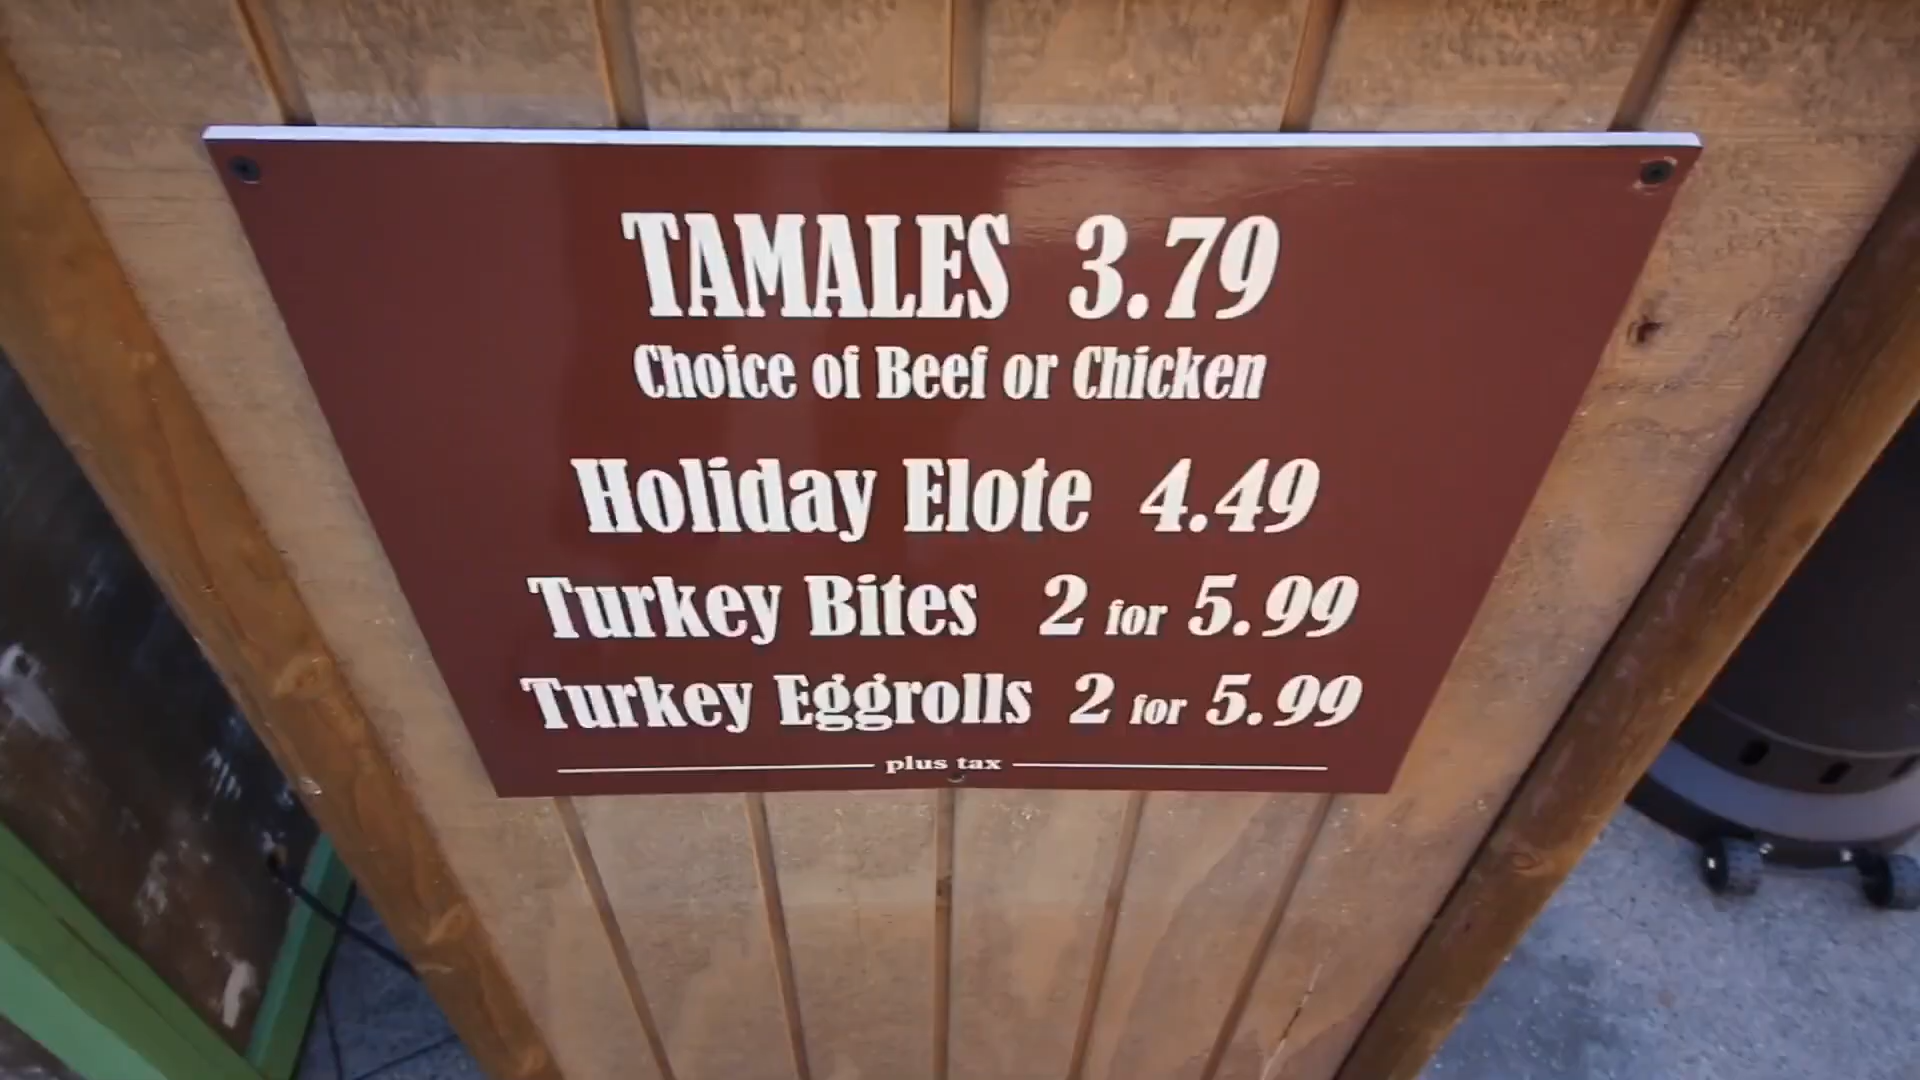 TAMALES 3.79
Choice of Beef or Chicken
Holiday Elote 4.49
Turkey Bites 2 for 5.99
Turkey Eggrolls 2 for 5.99
plus tax